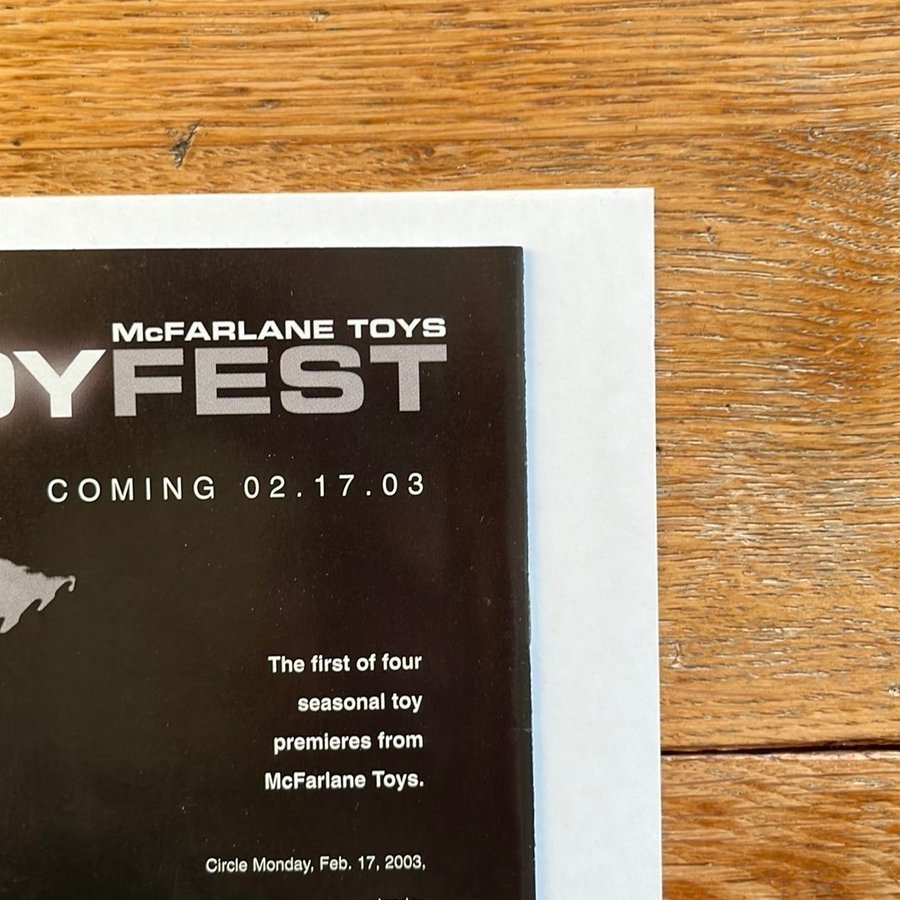 McFARLANE TOYS
OYFEST
COMING 02.17.03
The first of four
seasonal toy
premieres from
McFarlane Toys.
Circle Monday, Feb. 17, 2003,